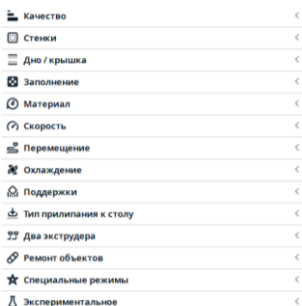 Качество
Стенки
Дно / крышка
Заполнение
Материал
Скорость
Перемещение
Охлаждение
Поддержки
Тип прилипания к столу
Два экструдера
Ремонт объектов
Специальные режимы
Экспериментальное